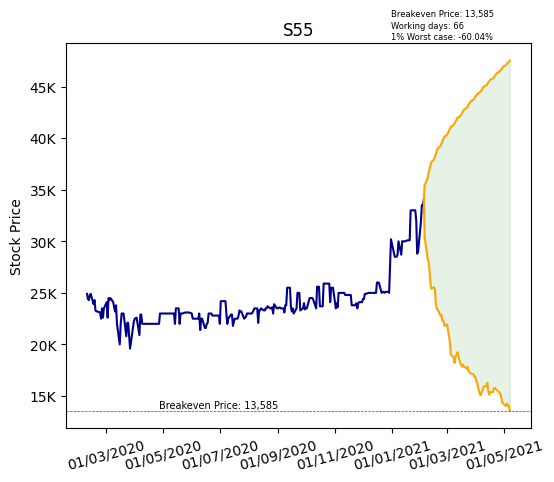 Breakeven Price: 13,585
Working days: 66
1% Worst case: -60.04%
S55
Stock Price
45K
40K
35K
30K
25K
20K
15K
Breakeven Price: 13,585
01/03/2020
01/05/2020
01/07/2020
01/09/2020
01/11/2020
01/01/2021
01/03/2021
01/05/2021